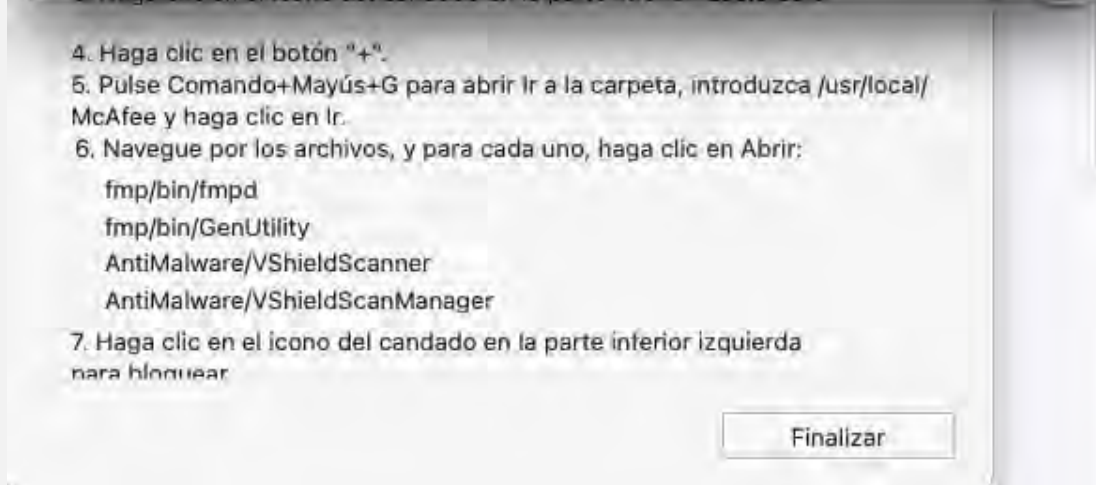 4. Haga clic en el botón "+".
5. Pulse Comando+Mayús+G para abrir Ir a la carpeta, introduzca /usr/local/
McAfee y haga clic en Ir.
6. Navegue por los archivos, y para cada uno, haga clic en Abrir:
fmp/bin/fmpd
fmp/bin/GenUtility
AntiMalware/VShieldScanner
AntiMalware/VShieldScanManager
7. Haga clic en el icono del candado en la parte inferior izquierda
para bloquear
Finalizar